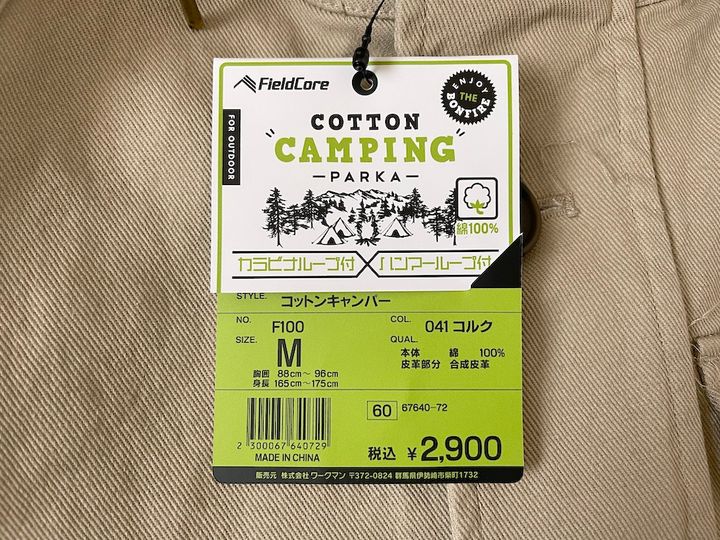 FieldCore
ENJOY THE BONFIRE
FOR OUTDOOR
COTTON
"CAMPING"
PARKA
綿100%
カラビナループ付×ハンマーループ付
STYLE. コットンキャンパー
NO. F100 COL. 041 コルク
SIZE. M QUAL.
本体 綿 100%
皮革部分 合成皮革
胸囲 88cm～ 96cm
身長 165cm～175cm
60 67640-72
2 300067 640729
MADE IN CHINA
税込 ¥2,900
販売元 株式会社 ワークマン 〒372-0824 群馬県伊勢崎市柴町1732